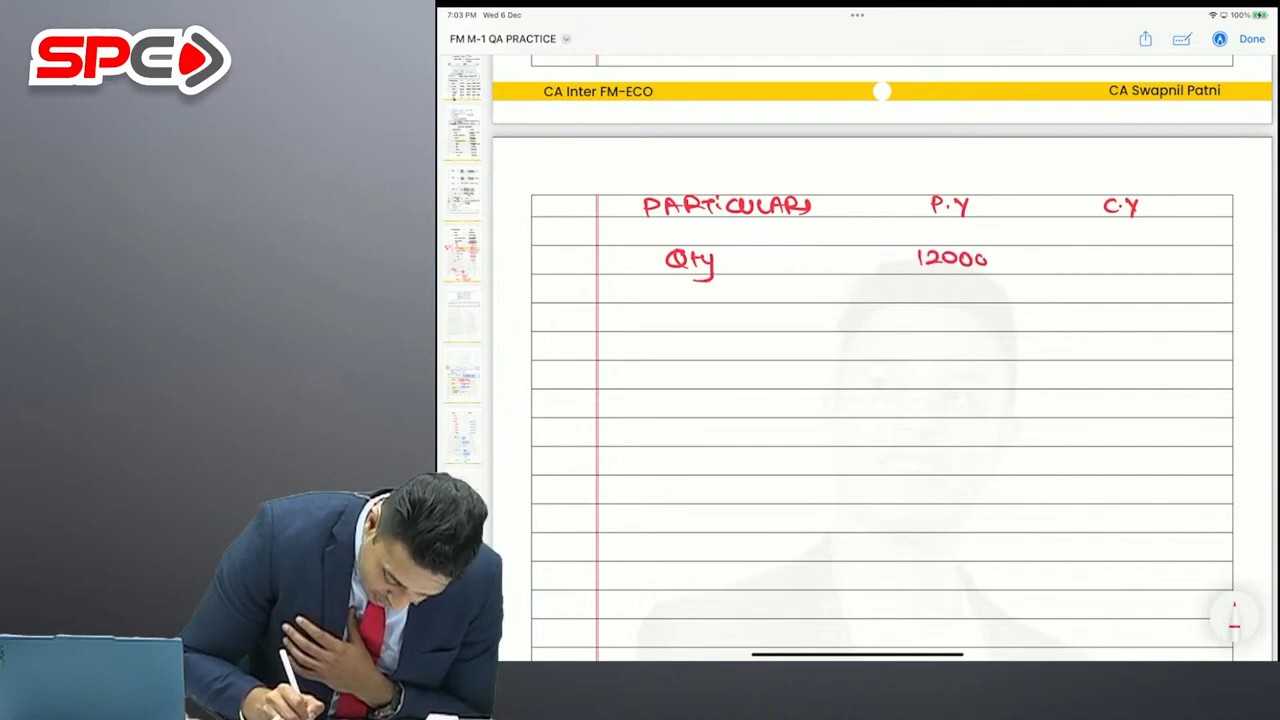 SPC
7:03 PM Wed 6 Dec
100%
FM M-1 QA PRACTICE
Done
CA Inter FM-ECO
CA Swapnil Patni
PARTiCULARS P.Y C.Y
Qty 12000